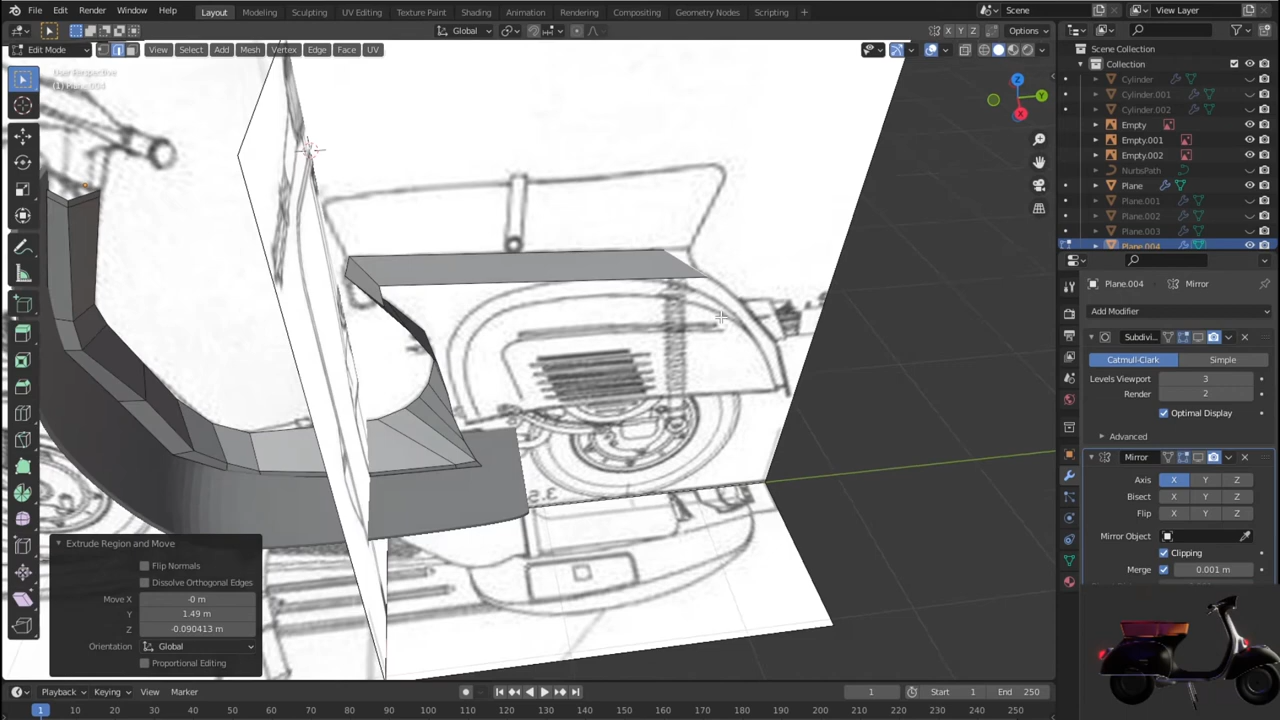 File Edit Render Window Help Layout Modeling Sculpting UV Editing Texture Paint Shading Animation Rendering Compositing Geometry Nodes Scripting + Scene View Layer
Global Options
Edit Mode View Select Add Mesh Vertex Edge Face UV
User Perspective
(1) Plane.004
X Y Z
Z
Y
X
Scene Collection
Collection
Cylinder
Cylinder.001
Cylinder.002
Empty
Empty.001
Empty.002
NurbsPath
Plane
Plane.001
Plane.002
Plane.003
Plane.004
Plane.004 Mirror
Add Modifier
Subdivi...
Catmull-Clark Simple
Levels Viewport 3
Render 2
Optimal Display
Advanced
Mirror
Axis X Y Z
Bisect X Y Z
Flip X Y Z
Mirror Object
Clipping
Merge 0.001 m
Extrude Region and Move
Flip Normals
Dissolve Orthogonal Edges
Move X -0 m
Y 1.49 m
Z -0.090413 m
Orientation Global
Proportional Editing
Playback Keying View Marker 1 Start 1 End 250
1 10 20 30 40 50 60 70 80 90 100 110 120 130 140 150 160 170 180 190 200 210 220 230 240 250